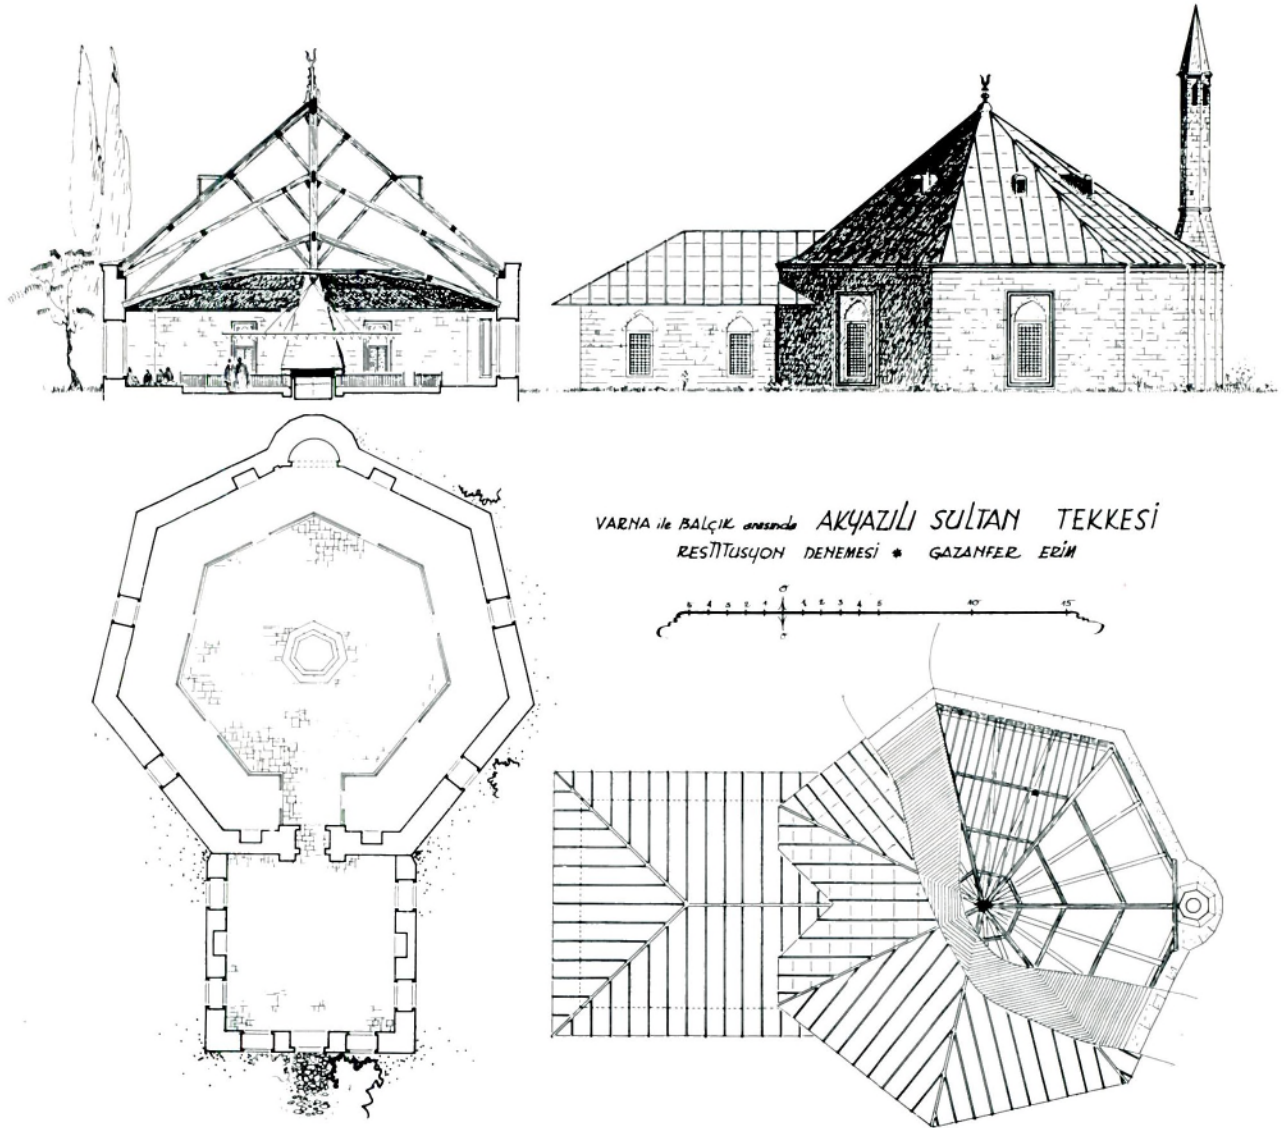 VARNA ile BALÇIK arasında AKYAZILI SULTAN TEKKESİ
RESTITUSYON DENEMESİ * GAZANFER ERİM
0
5 4 3 2 1 1 2 3 4 5 10 15
0